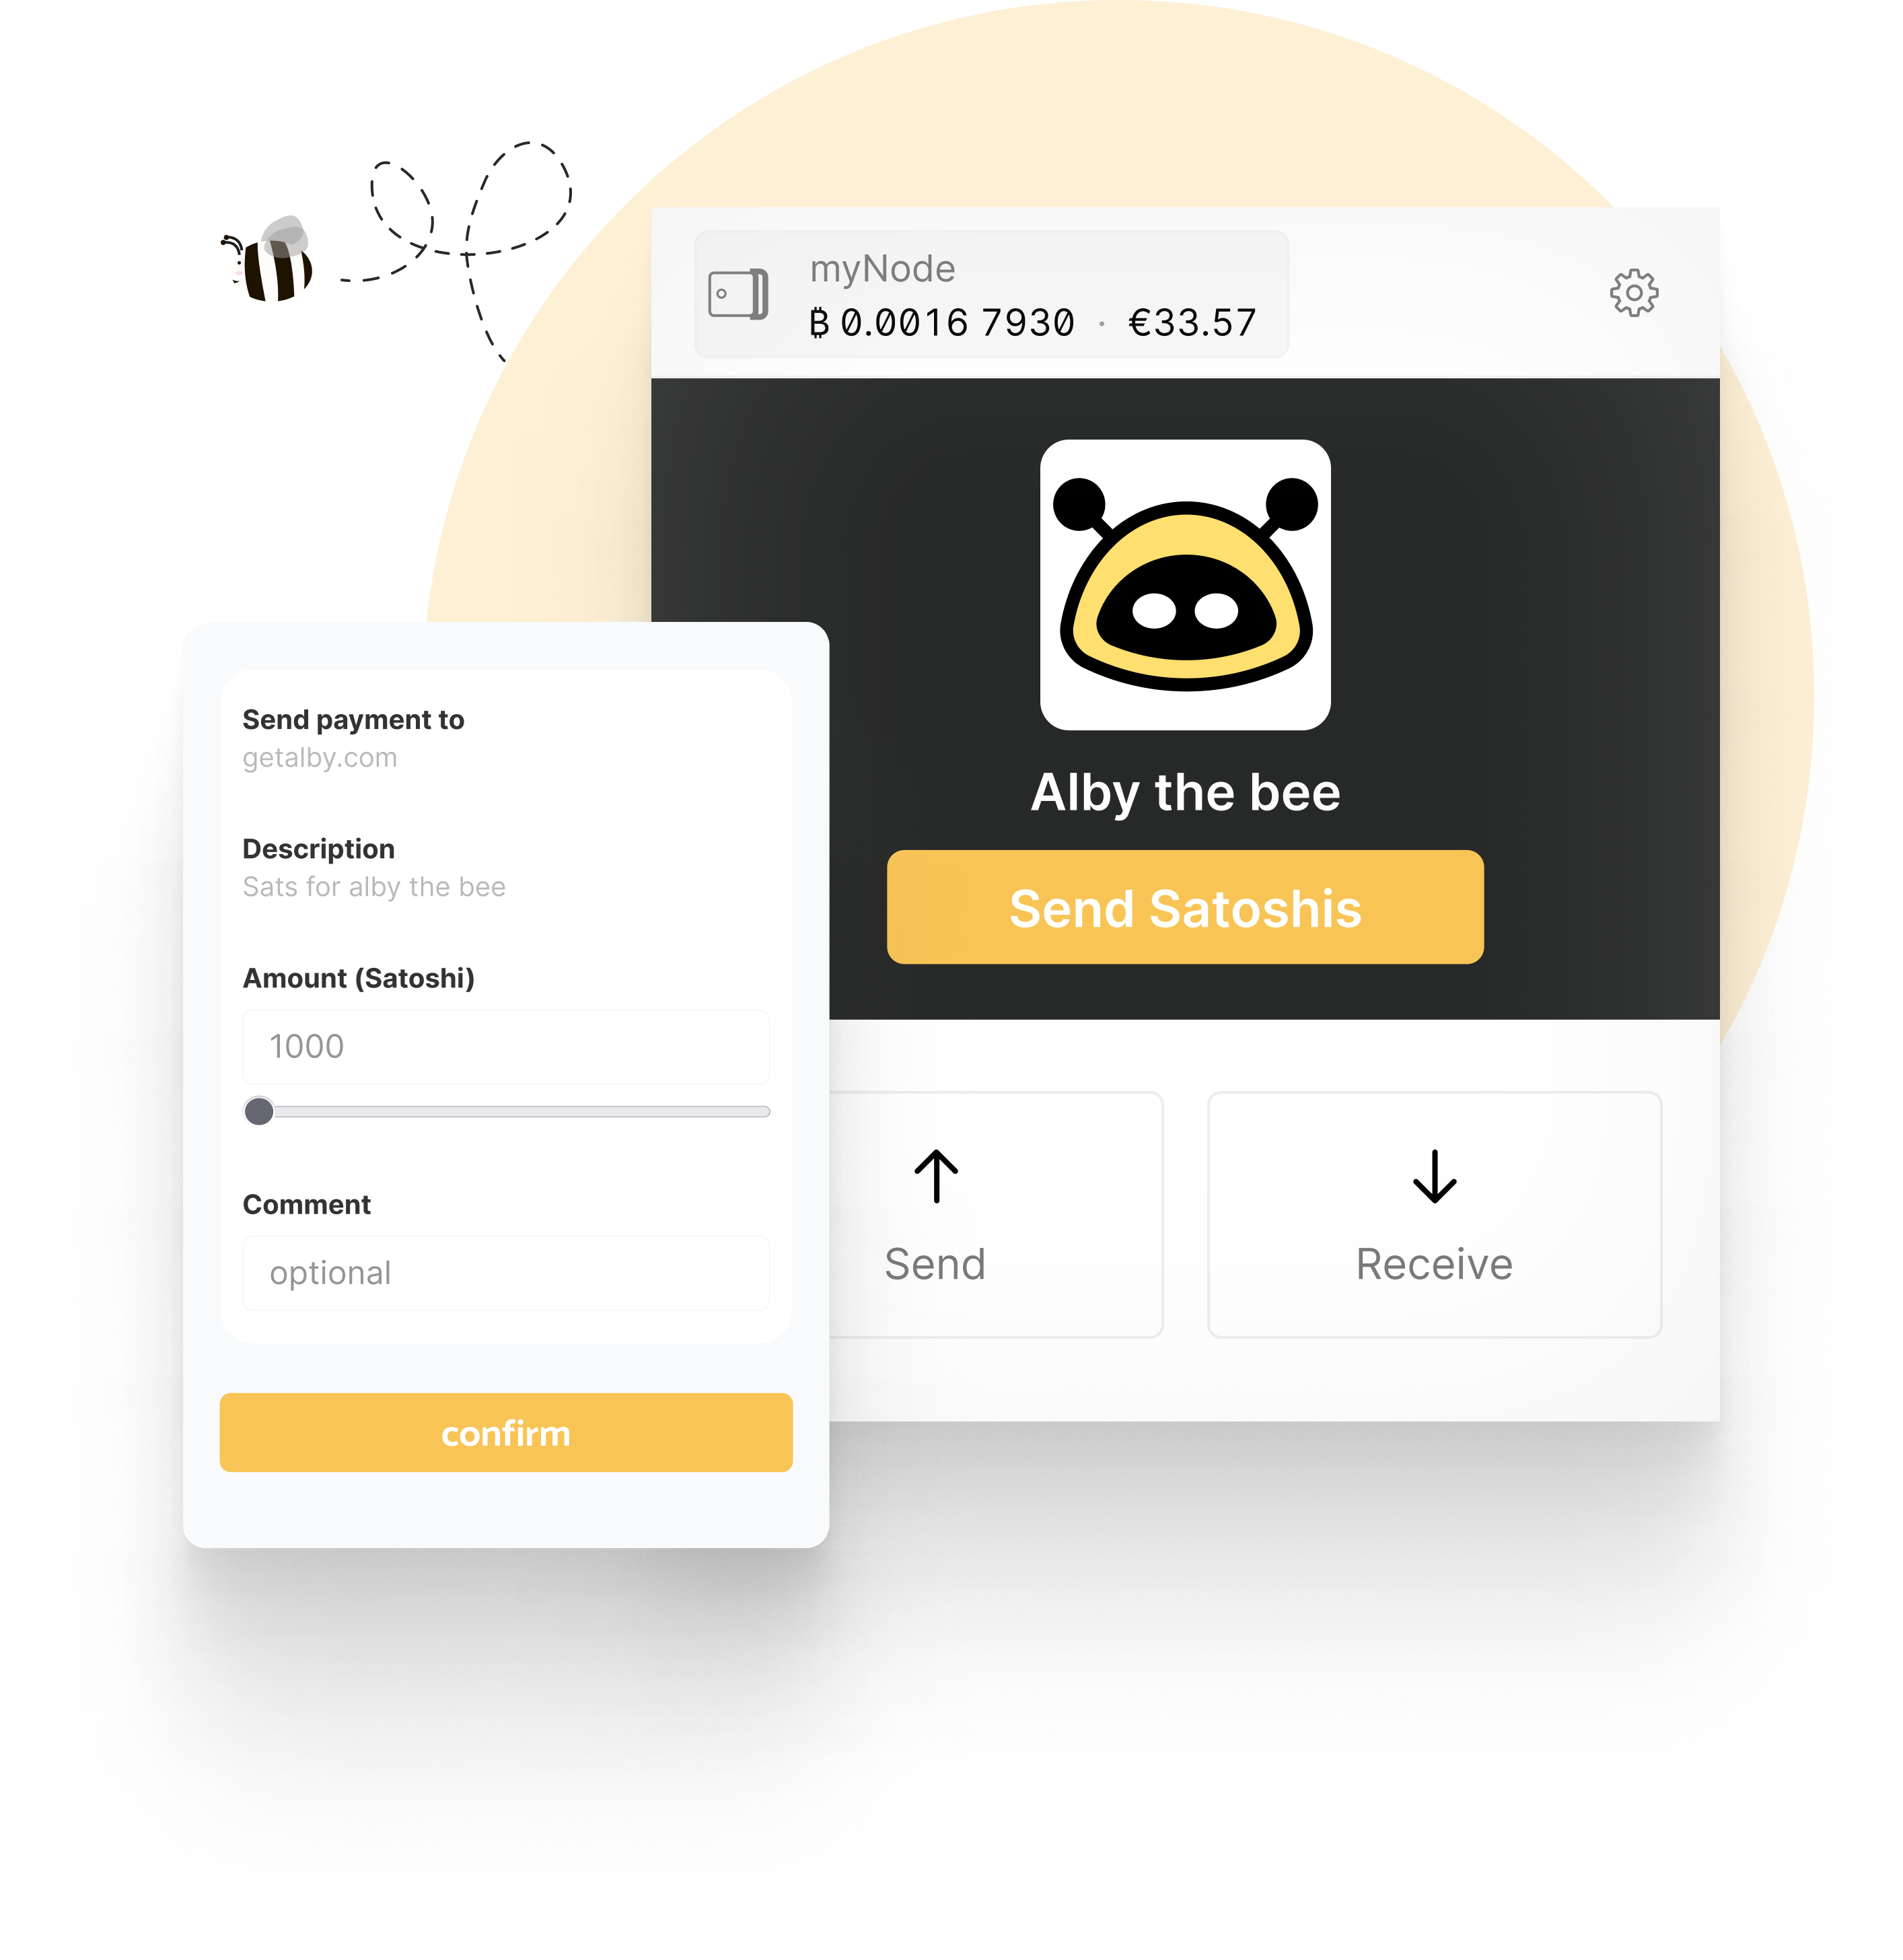 myNode
₿ 0.0016 7930 · €33.57
Alby the bee
Send Satoshis
Send
Receive
Send payment to
getalby.com
Description
Sats for alby the bee
Amount (Satoshi)
1000
Comment
optional
confirm